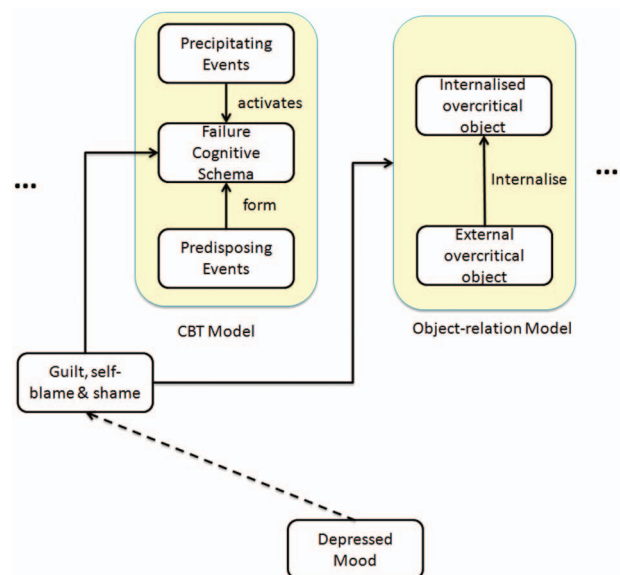 Precipitating
Events
activates
Failure
Cognitive
Schema
form
Predisposing
Events
CBT Model
Internalised
overcritical
object
Internalise
External
overcritical
object
Object-relation Model
...
...
Guilt, self-
blame & shame
Depressed
Mood